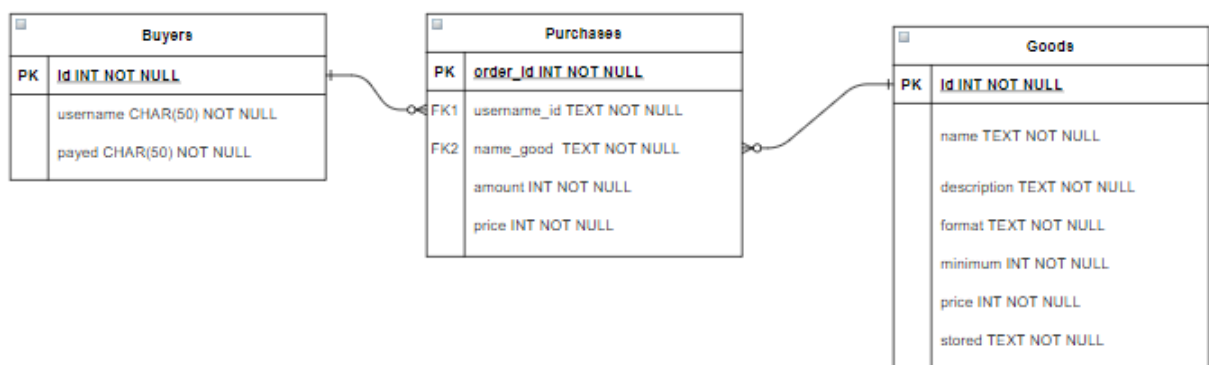 Buyers
PK Id INT NOT NULL
username CHAR(50) NOT NULL
payed CHAR(50) NOT NULL
Purchases
PK order_id INT NOT NULL
FK1 username_id TEXT NOT NULL
FK2 name_good TEXT NOT NULL
amount INT NOT NULL
price INT NOT NULL
Goods
PK Id INT NOT NULL
name TEXT NOT NULL
description TEXT NOT NULL
format TEXT NOT NULL
minimum INT NOT NULL
price INT NOT NULL
stored TEXT NOT NULL